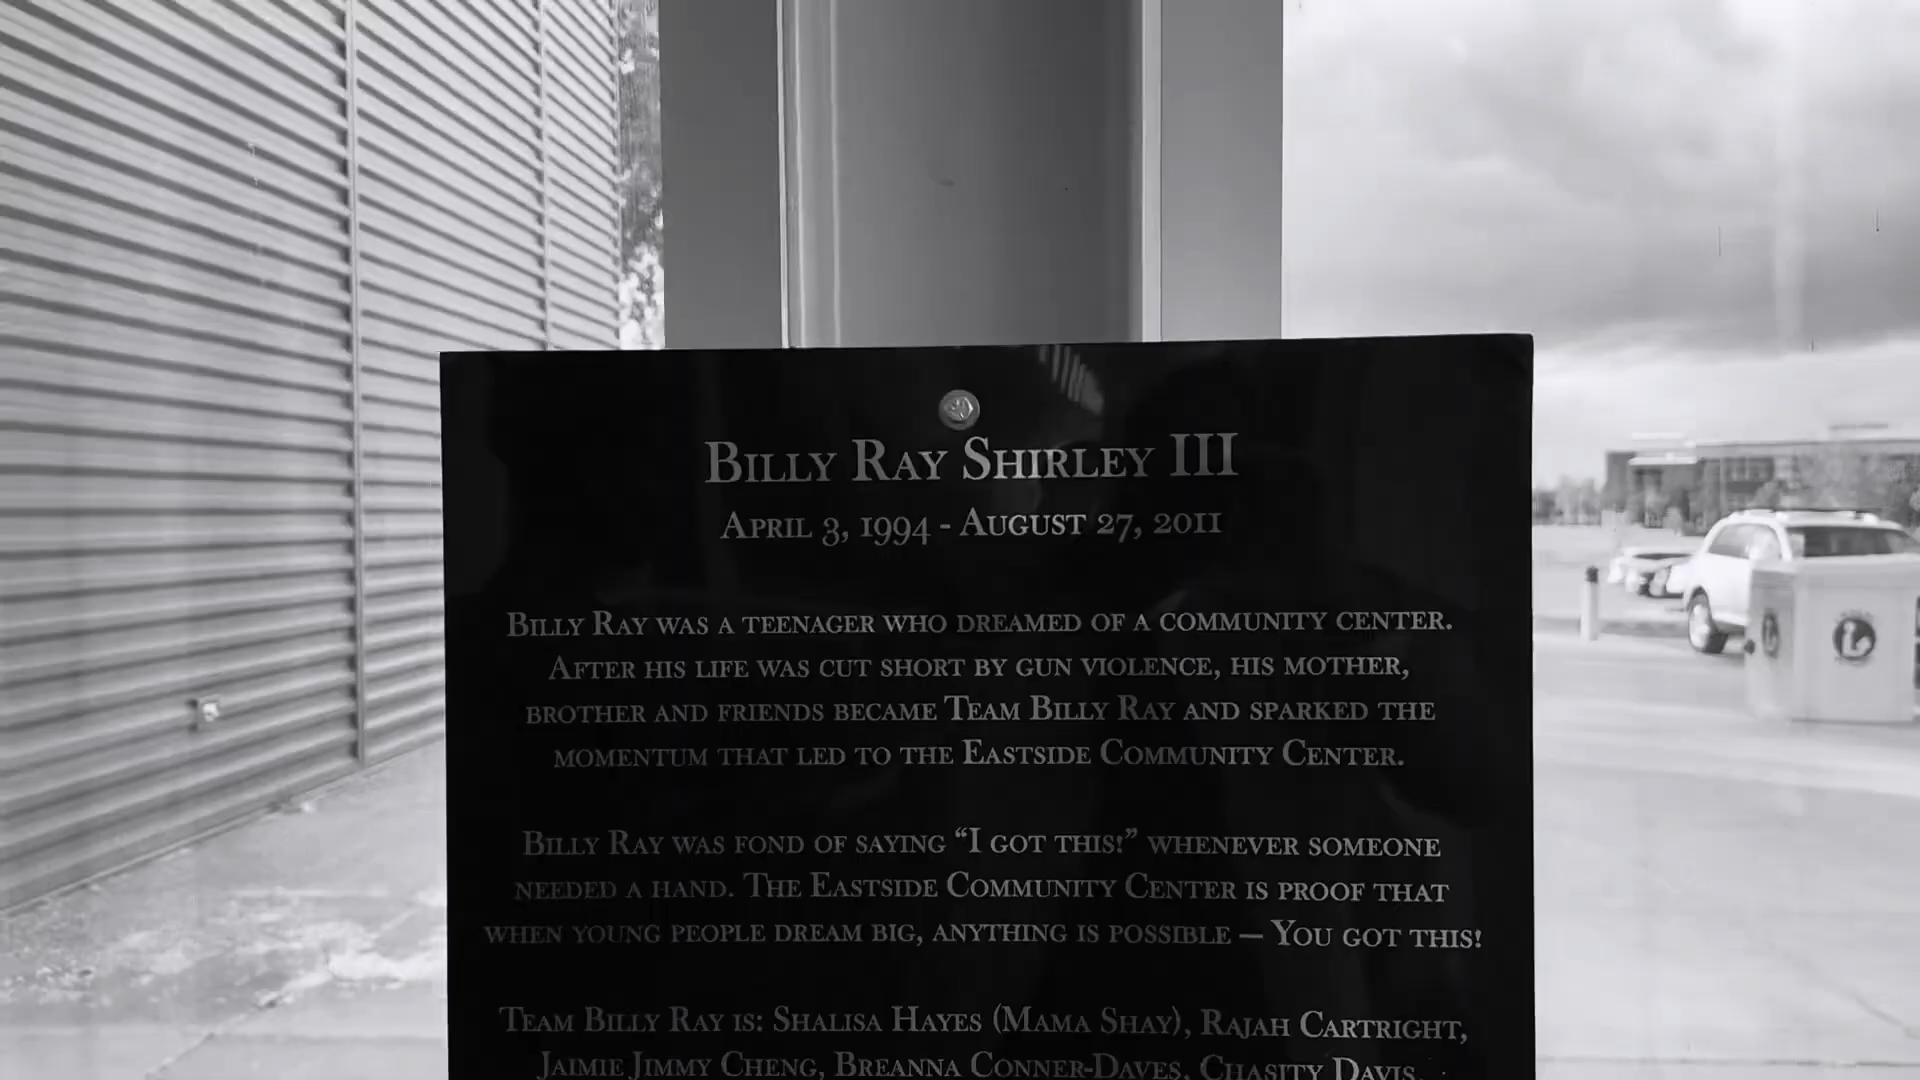 Billy Ray Shirley III
April 3, 1994 - August 27, 2011
Billy Ray was a teenager who dreamed of a community center.
After his life was cut short by gun violence, his mother,
brother and friends became Team Billy Ray and sparked the
momentum that led to the Eastside Community Center.
Billy Ray was fond of saying “I got this!” whenever someone
needed a hand. The Eastside Community Center is proof that
when young people dream big, anything is possible — You got this!
Team Billy Ray is: Shalisa Hayes (Mama Shay), Rajah Cartright,
Jaimie Jimmy Cheng, Breanna Conner-Daves, Chasity Davis,